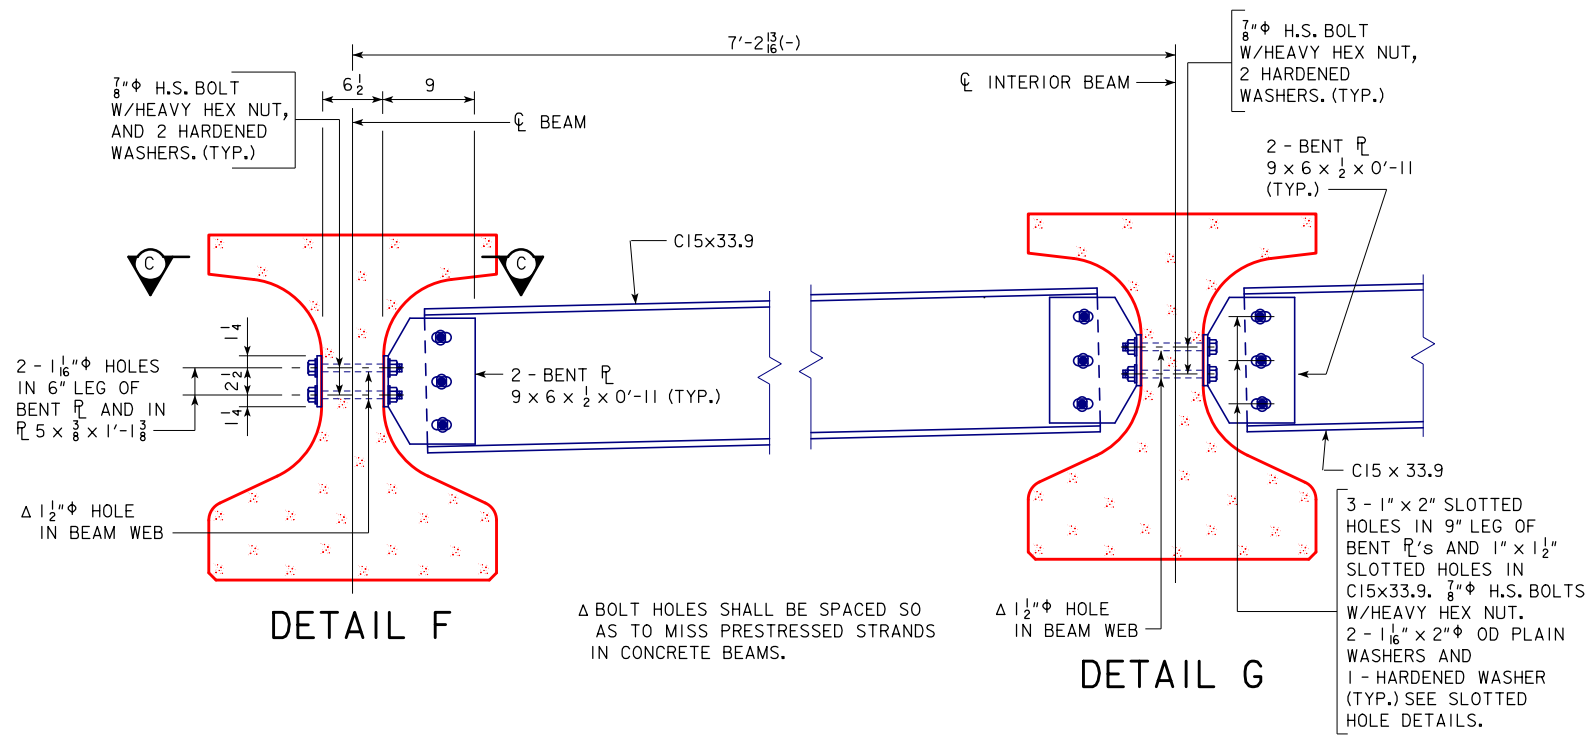 7'-2 13/16(-)
7/8"ϕ H.S. BOLT
W/HEAVY HEX NUT,
AND 2 HARDENED
WASHERS. (TYP.)
6 1/2
9
℄ BEAM
℄ INTERIOR BEAM
7/8"ϕ H.S. BOLT
W/HEAVY HEX NUT,
2 HARDENED
WASHERS. (TYP.)
2 - BENT ℙL
9 x 6 x 1/2 x 0'-11
(TYP.)
C
C
C15x33.9
1 1/4
2 1/2
1 1/4
2 - 1 1/16"ϕ HOLES
IN 6" LEG OF
BENT ℙL AND IN
ℙL 5 x 3/8 x 1'-1 3/8
2 - BENT ℙL
9 x 6 x 1/2 x 0'-11 (TYP.)
Δ 1 1/2"ϕ HOLE
IN BEAM WEB
C15 x 33.9
3 - 1" x 2" SLOTTED
HOLES IN 9" LEG OF
BENT ℙL's AND 1" x 1 1/2"
SLOTTED HOLES IN
C15x33.9. 7/8"ϕ H.S. BOLTS
W/HEAVY HEX NUT.
2 - 1 1/16" x 2"ϕ OD PLAIN
WASHERS AND
1 - HARDENED WASHER
(TYP.) SEE SLOTTED
HOLE DETAILS.
DETAIL F
Δ BOLT HOLES SHALL BE SPACED SO
AS TO MISS PRESTRESSED STRANDS
IN CONCRETE BEAMS.
Δ 1 1/2"ϕ HOLE
IN BEAM WEB
DETAIL G